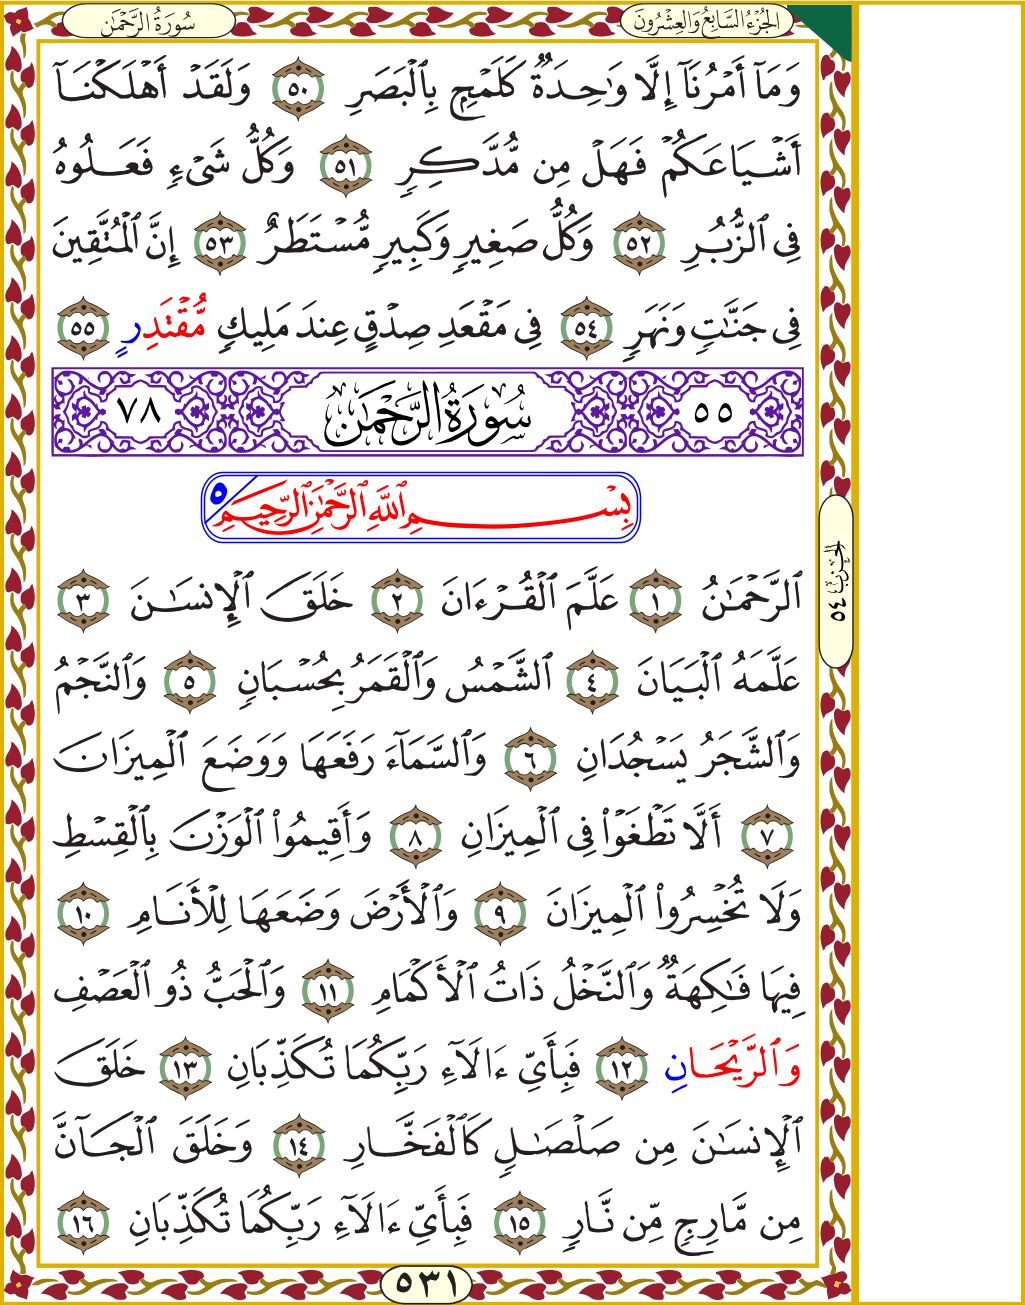 سُورَةُ الرَّحْمَٰن
الجُزْءُ السَّابِعُ وَالعِشْرُونَ
وَمَآ أَمْرُنَآ إِلَّا وَٰحِدَةٌ كَلَمْحٍۭ بِٱلْبَصَرِ ٥٠ وَلَقَدْ أَهْلَكْنَآ
أَشْيَاعَكُمْ فَهَلْ مِن مُّدَّكِرٍ ٥١ وَكُلُّ شَىْءٍ فَعَلُوهُ
فِى ٱلزُّبُرِ ٥٢ وَكُلُّ صَغِيرٍ وَكَبِيرٍ مُّسْتَطَرٌ ٥٣ إِنَّ ٱلْمُتَّقِينَ
فِى جَنَّٰتٍ وَنَهَرٍ ٥٤ فِى مَقْعَدِ صِدْقٍ عِندَ مَلِيكٍ مُّقْتَدِرٍ ٥٥
٥٥ سُورَةُ الرَّحْمَٰن ٧٨
بِسْمِ ٱللَّهِ ٱلرَّحْمَٰنِ ٱلرَّحِيمِ ٥
ٱلرَّحْمَٰنُ ١ عَلَّمَ ٱلْقُرْءَانَ ٢ خَلَقَ ٱلْإِنسَٰنَ ٣
عَلَّمَهُ ٱلْبَيَانَ ٤ ٱلشَّمْسُ وَٱلْقَمَرُ بِحُسْبَانٍ ٥ وَٱلنَّجْمُ
وَٱلشَّجَرُ يَسْجُدَانِ ٦ وَٱلسَّمَآءَ رَفَعَهَا وَوَضَعَ ٱلْمِيزَانَ
٧ أَلَّا تَطْغَوْا۟ فِى ٱلْمِيزَانِ ٨ وَأَقِيمُوا۟ ٱلْوَزْنَ بِٱلْقِسْطِ
وَلَا تُخْسِرُوا۟ ٱلْمِيزَانَ ٩ وَٱلْأَرْضَ وَضَعَهَا لِلْأَنَامِ ١٠
فِيهَا فَٰكِهَةٌ وَٱلنَّخْلُ ذَاتُ ٱلْأَكْمَامِ ١١ وَٱلْحَبُّ ذُو ٱلْعَصْفِ
وَٱلرَّيْحَانِ ١٢ فَبِأَىِّ ءَالَآءِ رَبِّكُمَا تُكَذِّبَانِ ١٣ خَلَقَ
ٱلْإِنسَٰنَ مِن صَلْصَٰلٍ كَٱلْفَخَّارِ ١٤ وَخَلَقَ ٱلْجَآنَّ
مِن مَّارِجٍ مِّن نَّارٍ ١٥ فَبِأَىِّ ءَالَآءِ رَبِّكُمَا تُكَذِّبَانِ ١٦
الحزب ٥٤
٥٣١